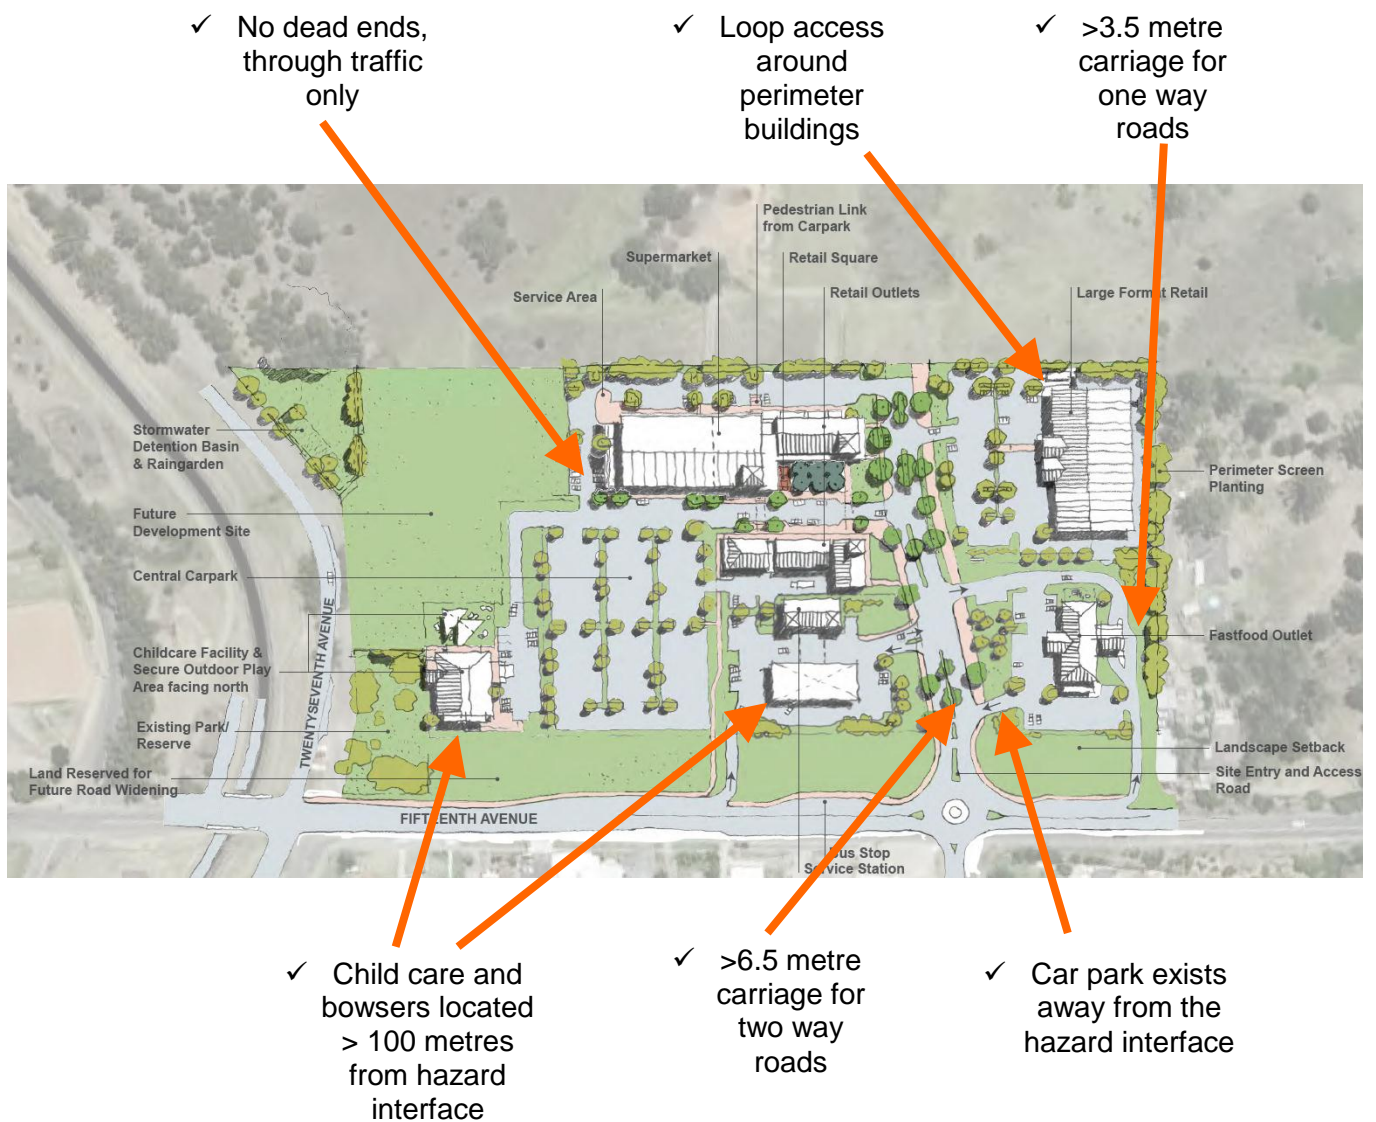 ✓ No dead ends,
through traffic
only
✓ Loop access
around
perimeter
buildings
✓ >3.5 metre
carriage for
one way
roads
Pedestrian Link
from Carpark
Supermarket
Retail Square
Service Area
Retail Outlets
Large Format Retail
Stormwater
Detention Basin
& Raingarden
Perimeter Screen
Planting
Future
Development Site
Central Carpark
TWENTYSEVENTH AVENUE
Fastfood Outlet
Childcare Facility &
Secure Outdoor Play
Area facing north
Existing Park/
Reserve
Landscape Setback
Land Reserved for
Future Road Widening
Site Entry and Access
Road
FIFTEENTH AVENUE
Bus Stop
Service Station
✓ Child care and
bowsers located
> 100 metres
from hazard
interface
✓ >6.5 metre
carriage for
two way
roads
✓ Car park exists
away from the
hazard interface